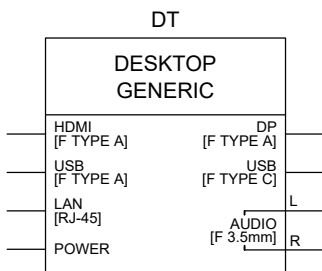 DT
DESKTOP
GENERIC
HDMI
[F TYPE A]
DP
[F TYPE A]
USB
[F TYPE A]
USB
[F TYPE C]
LAN
[RJ-45]
L
AUDIO
[F 3.5mm]
R
POWER